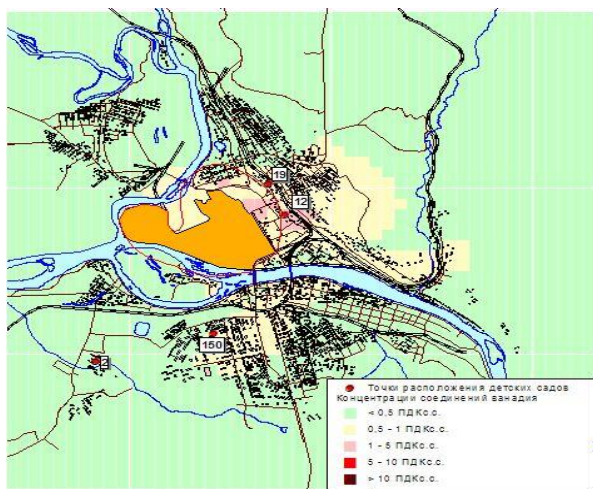 19
12
150
2
Точки расположения детских садов
Концентрации соединений ванадия
< 0,5 ПДКс.с.
0,5 - 1 ПДКс.с.
1 - 5 ПДКс.с.
5 - 10 ПДКс.с.
> 10 ПДКс.с.